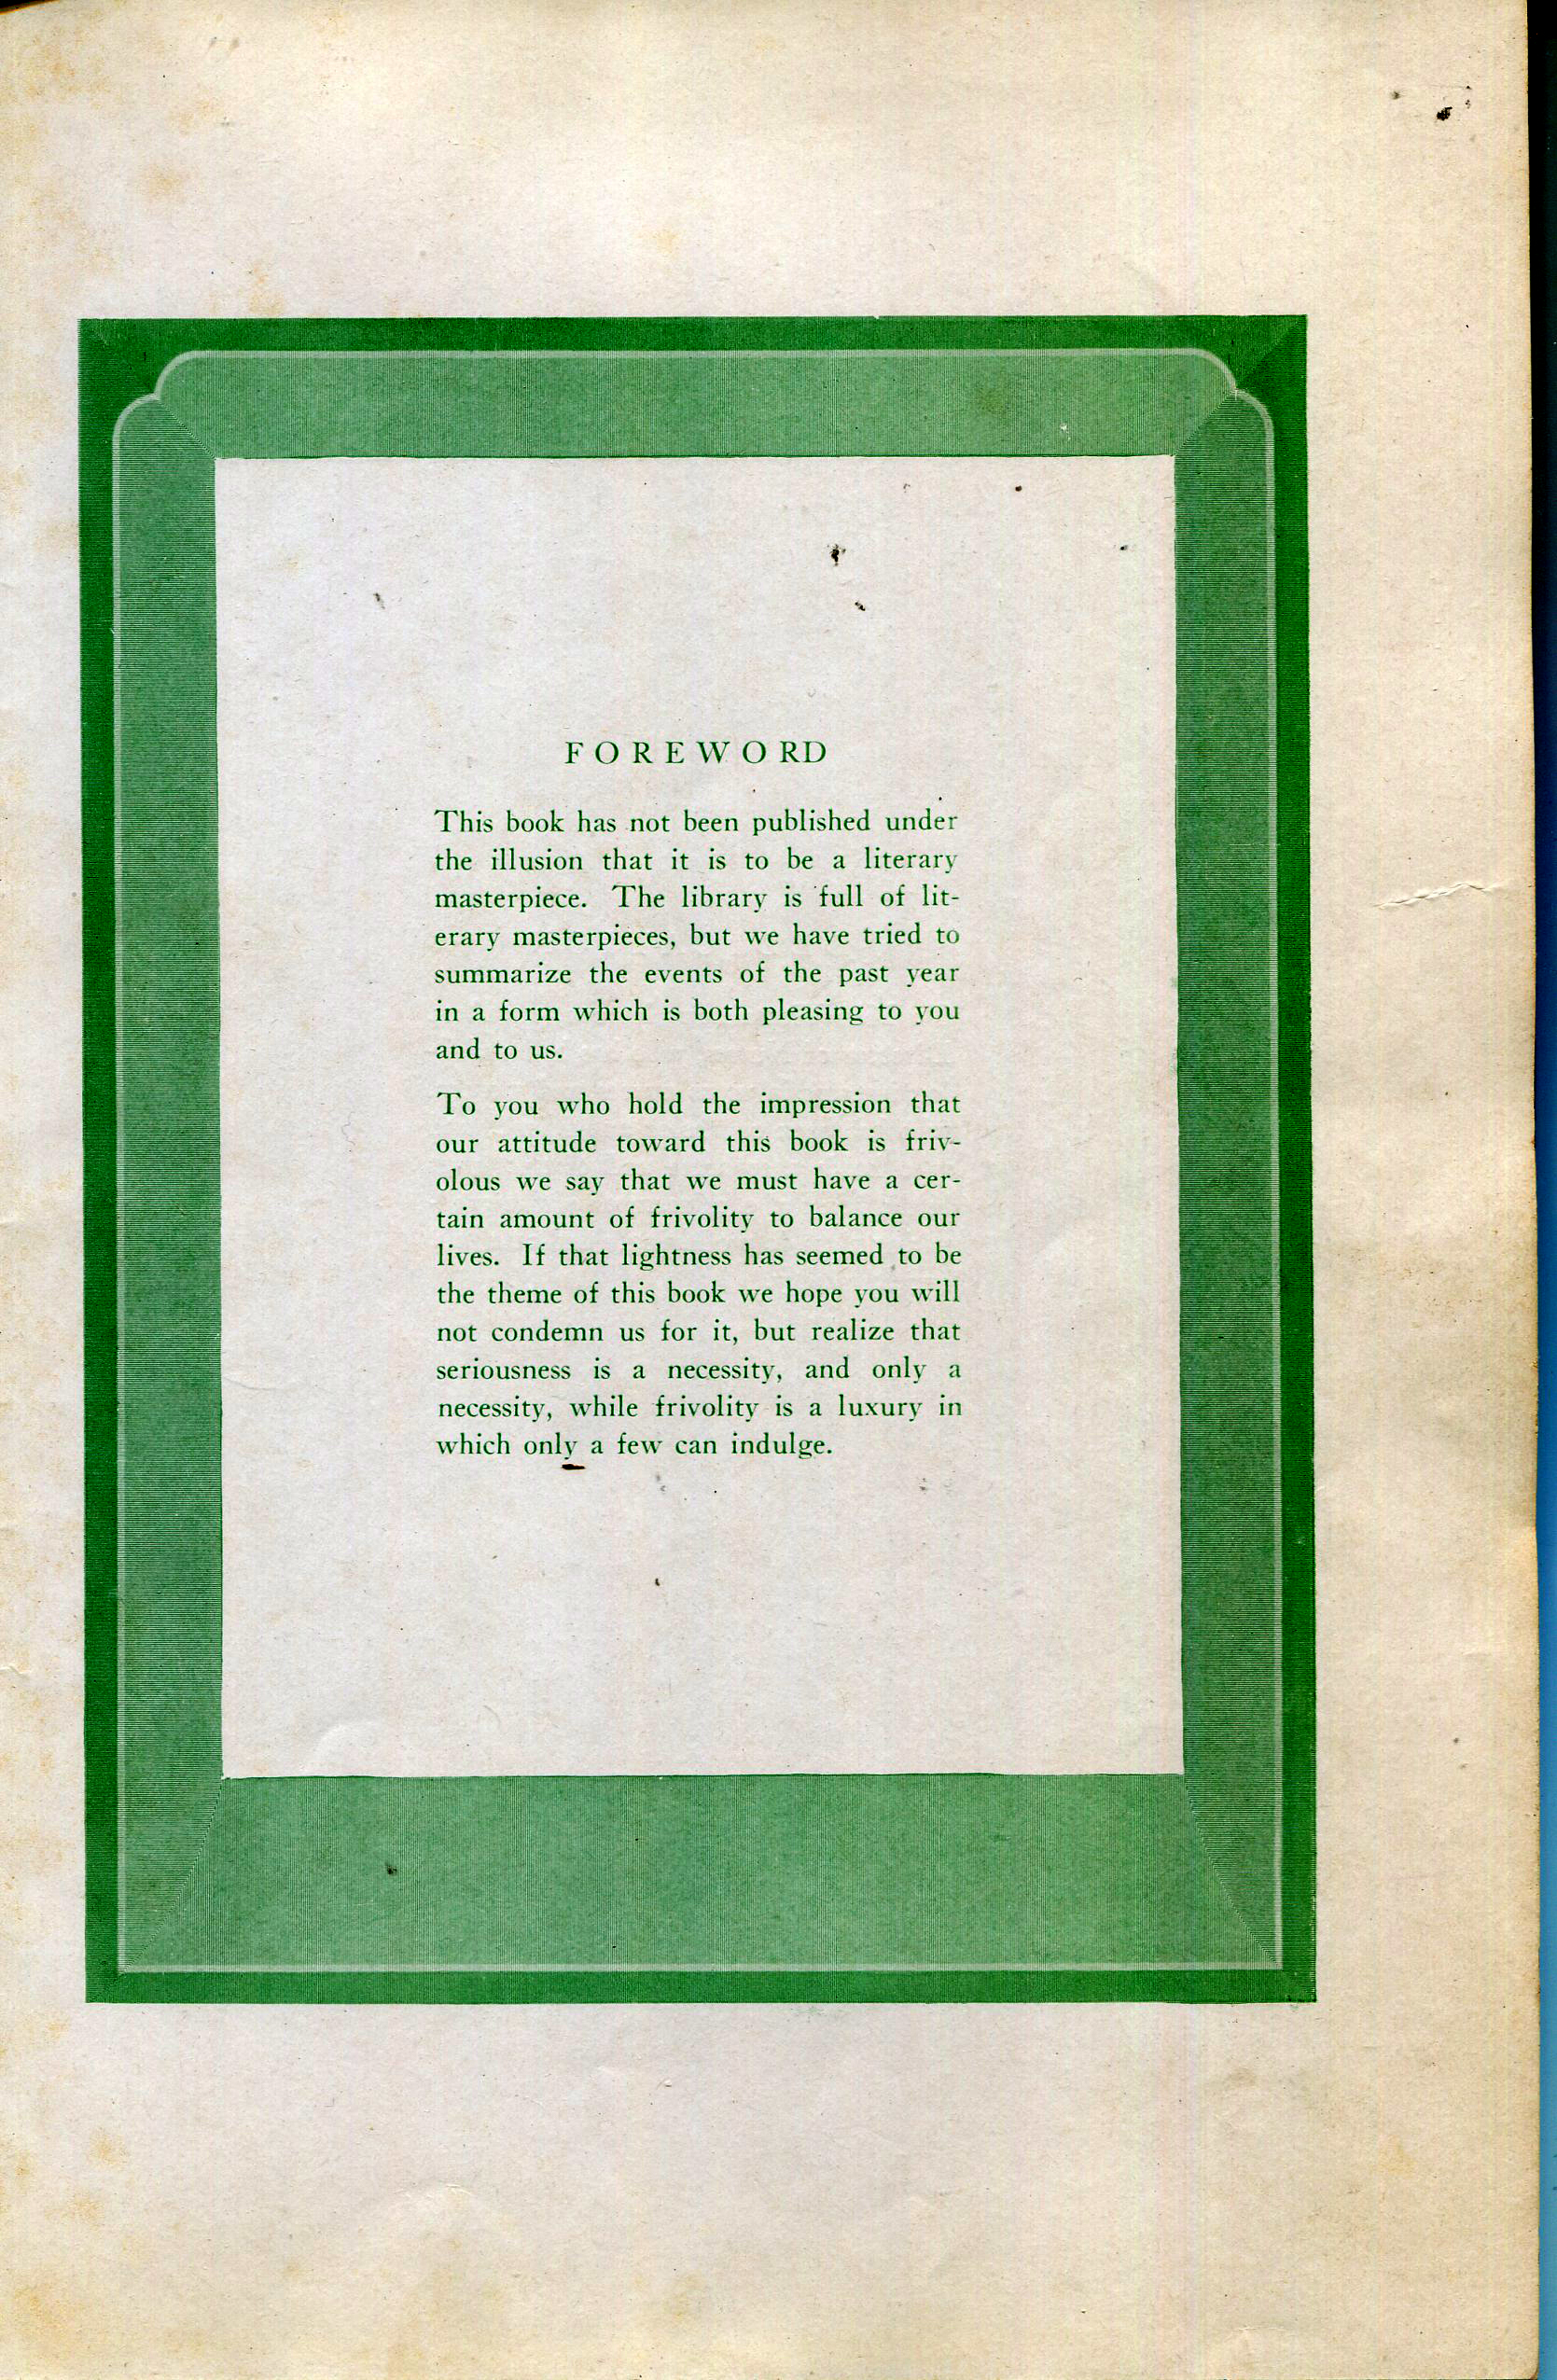 FOREWORD
This book has not been published under
the illusion that it is to be a literary
masterpiece. The library is full of lit-
erary masterpieces, but we have tried to
summarize the events of the past year
in a form which is both pleasing to you
and to us.
To you who hold the impression that
our attitude toward this book is friv-
olous we say that we must have a cer-
tain amount of frivolity to balance our
lives. If that lightness has seemed to be
the theme of this book we hope you will
not condemn us for it, but realize that
seriousness is a necessity, and only a
necessity, while frivolity is a luxury in
which only a few can indulge.